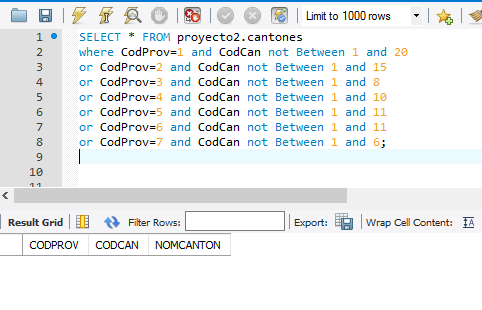 Limit to 1000 rows
1 SELECT * FROM proyecto2.cantones
2 where CodProv=1 and CodCan not Between 1 and 20
3 or CodProv=2 and CodCan not Between 1 and 15
4 or CodProv=3 and CodCan not Between 1 and 8
5 or CodProv=4 and CodCan not Between 1 and 10
6 or CodProv=5 and CodCan not Between 1 and 11
7 or CodProv=6 and CodCan not Between 1 and 11
8 or CodProv=7 and CodCan not Between 1 and 6;
9
10
11
Result Grid Filter Rows: Export: Wrap Cell Content: IA
CODPROV CODCAN NOMCANTON